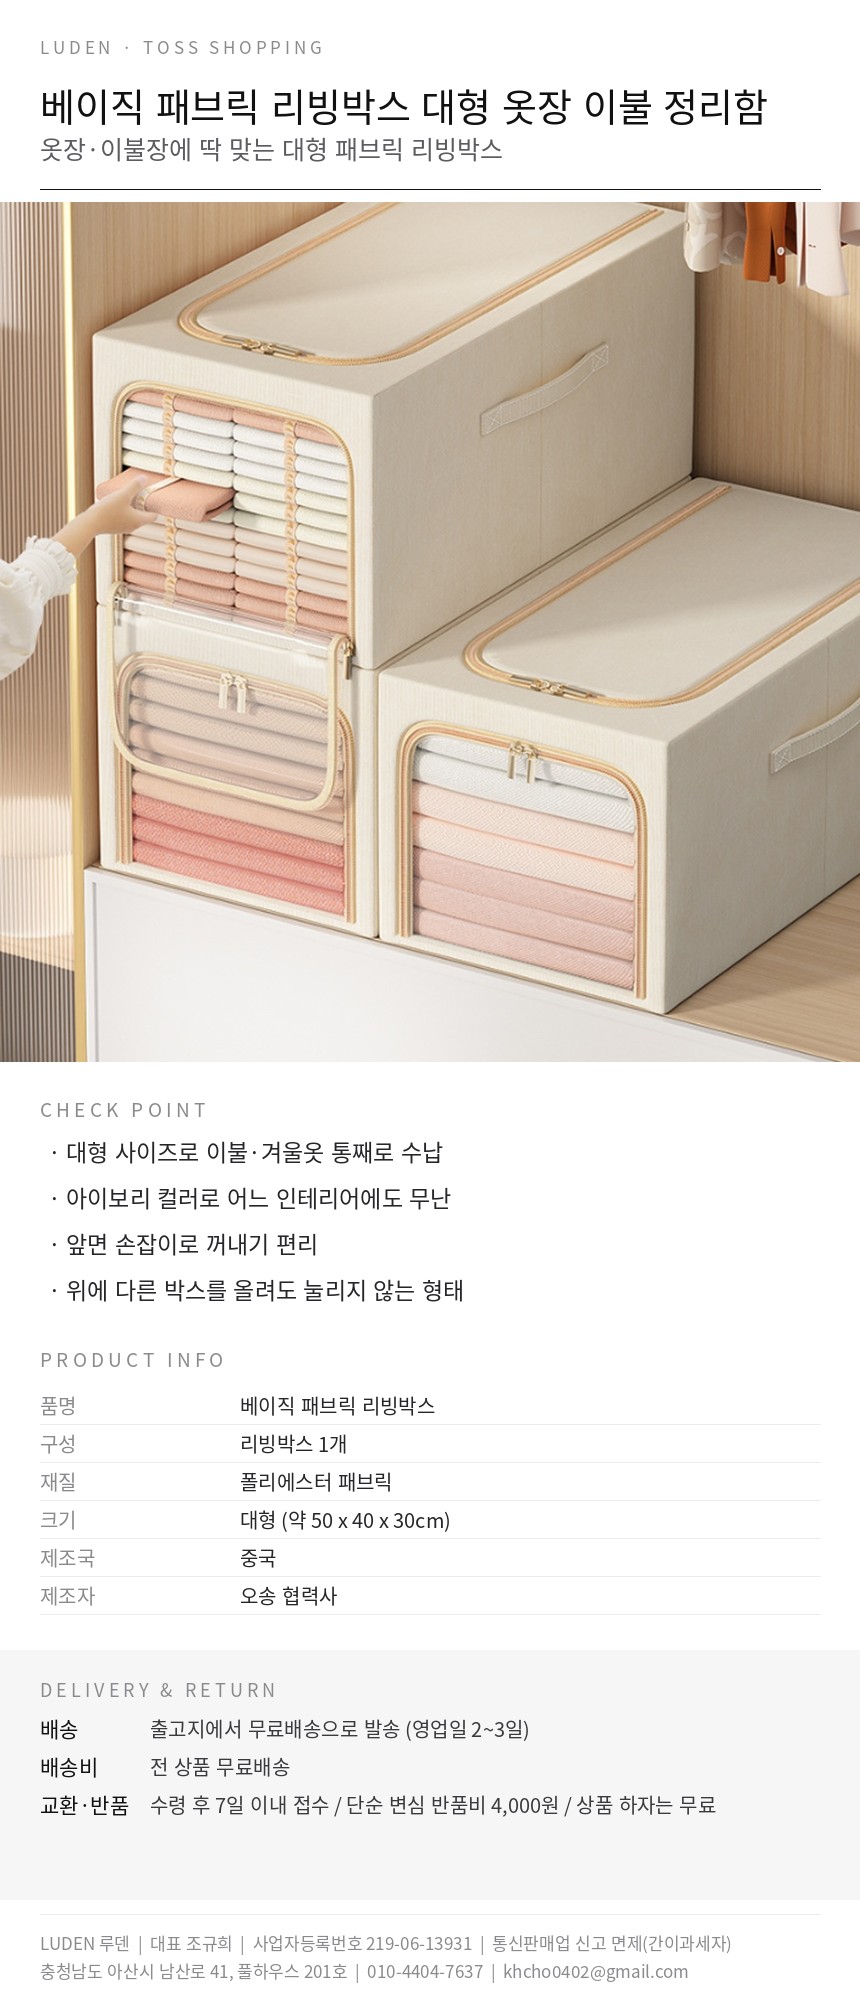 LUDEN · TOSS SHOPPING
베이직 패브릭 리빙박스 대형 옷장 이불 정리함
옷장·이불장에 딱 맞는 대형 패브릭 리빙박스
CHECK POINT
· 대형 사이즈로 이불·겨울옷 통째로 수납
· 아이보리 컬러로 어느 인테리어에도 무난
· 앞면 손잡이로 꺼내기 편리
· 위에 다른 박스를 올려도 눌리지 않는 형태
PRODUCT INFO
품명 베이직 패브릭 리빙박스
구성 리빙박스 1개
재질 폴리에스터 패브릭
크기 대형 (약 50 x 40 x 30cm)
제조국 중국
제조자 오송 협력사
DELIVERY & RETURN
배송 출고지에서 무료배송으로 발송 (영업일 2~3일)
배송비 전 상품 무료배송
교환·반품 수령 후 7일 이내 접수 / 단순 변심 반품비 4,000원 / 상품 하자는 무료
LUDEN 루덴 | 대표 조규희 | 사업자등록번호 219-06-13931 | 통신판매업 신고 면제(간이과세자)
충청남도 아산시 남산로 41, 풀하우스 201호 | 010-4404-7637 | khcho0402@gmail.com